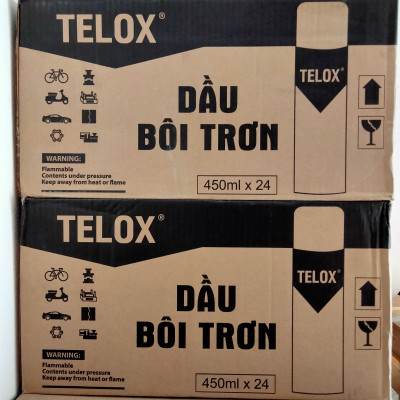 TELOX®
TELOX®
DẦU
BÔI TRƠN
WARNING:
Flammable
Contents under pressure
Keep away from heat or flame
450ml x 24
TELOX®
TELOX®
DẦU
BÔI TRƠN
WARNING:
Flammable
Contents under pressure
Keep away from heat or flame
450ml x 24